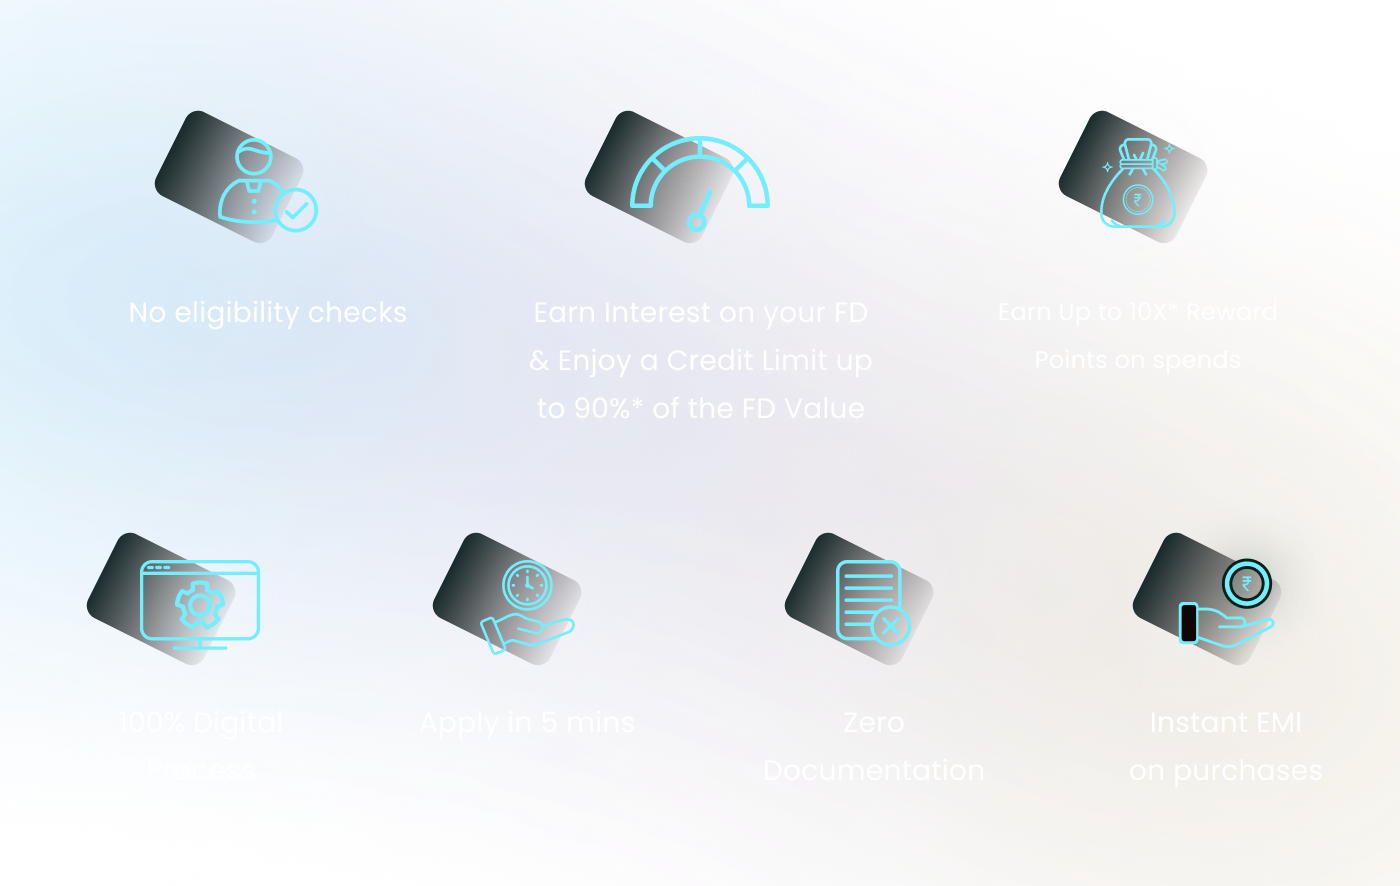 No eligibility checks
Earn Interest on your FD
& Enjoy a Credit Limit up
to 90%* of the FD Value
Earn Up to 10X* Reward
Points on spends
100% Digital
Process
Apply in 5 mins
Zero
Documentation
Instant EMI
on purchases